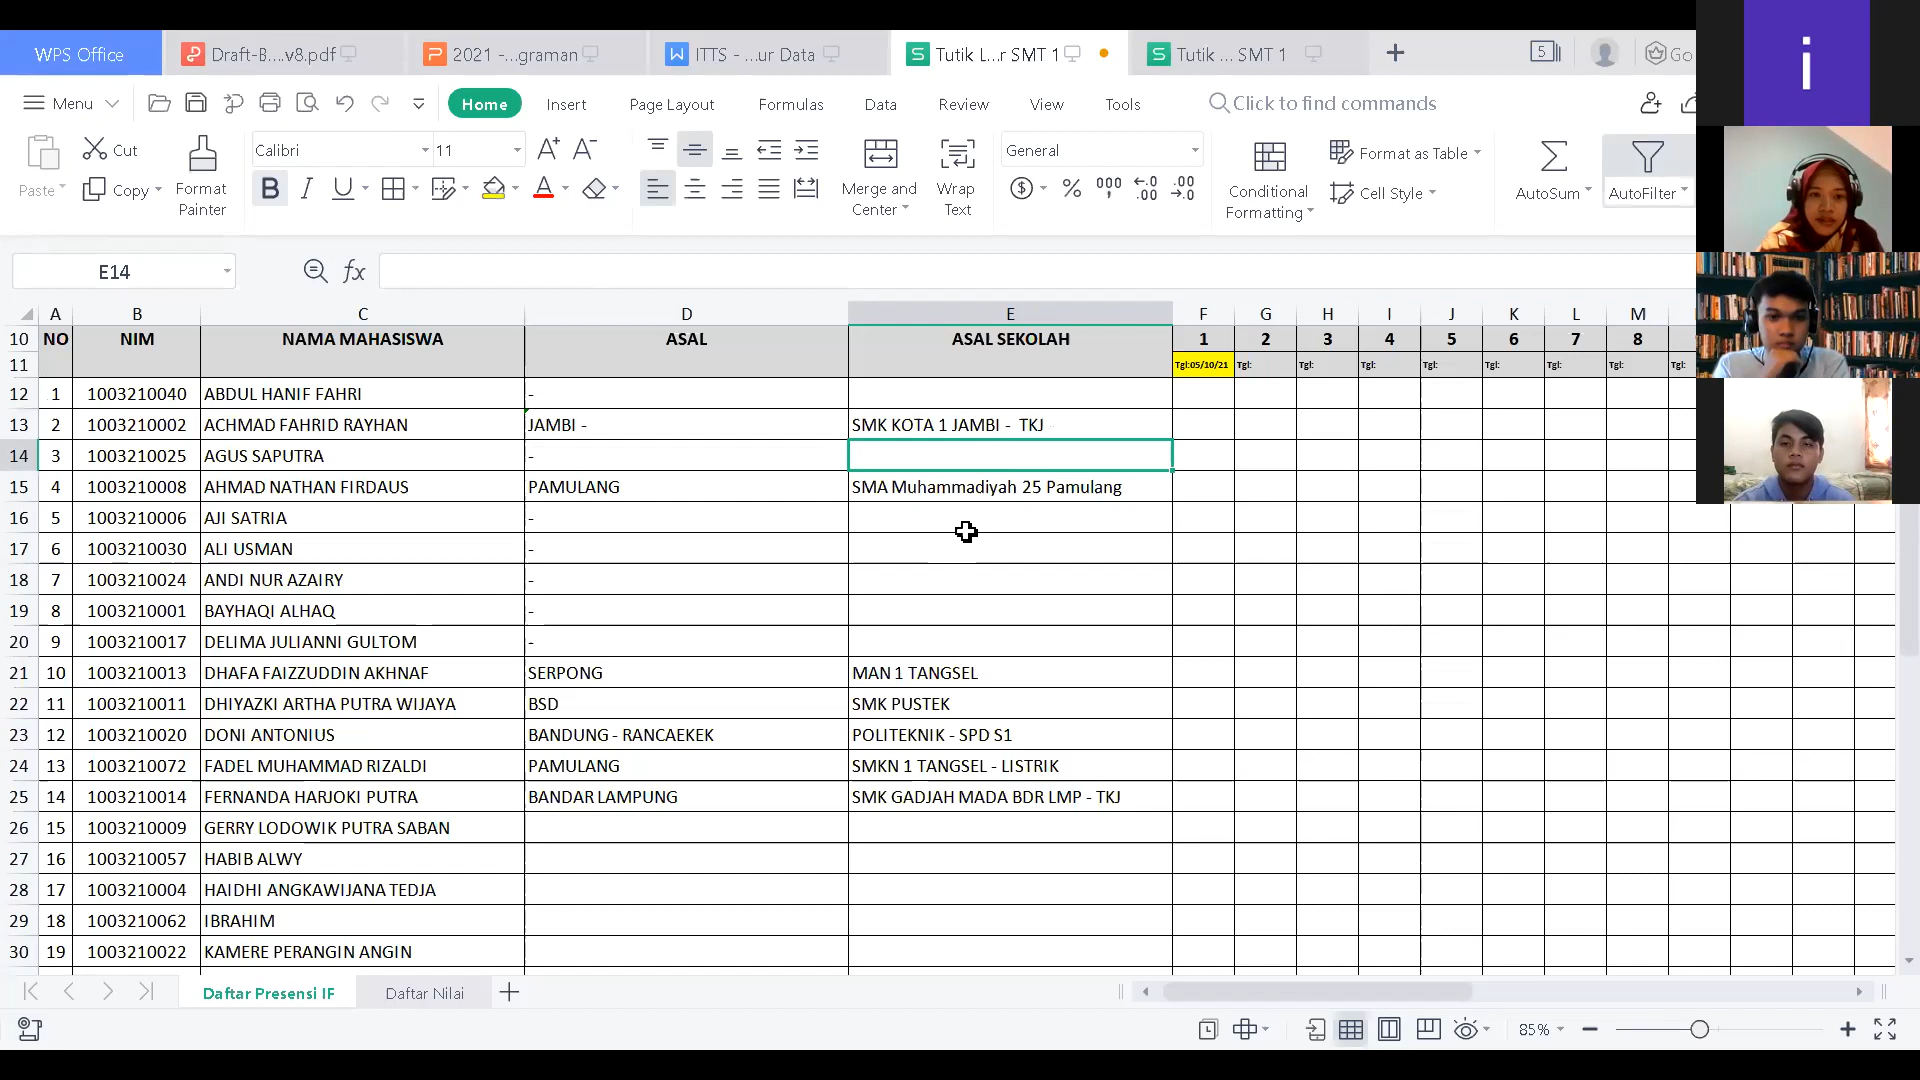 WPS Office Draft-B....v8.pdf 2021 -...graman ITTS - ...ur Data Tutik L...r SMT 1 Tutik ... SMT 1 5 Go
i
Menu Home Insert Page Layout Formulas Data Review View Tools Click to find commands
Paste Cut Copy Format Painter Calibri 11 Merge and Center Wrap Text General Conditional Formatting Format as Table Cell Style AutoSum AutoFilter
E14 fx
A B C D E F G H I J K L M
10 NO NIM NAMA MAHASISWA ASAL ASAL SEKOLAH 1 2 3 4 5 6 7 8
11 Tgl:05/10/21 Tgl: Tgl: Tgl: Tgl: Tgl: Tgl: Tgl: Tgl:
12 1 1003210040 ABDUL HANIF FAHRI -
13 2 1003210002 ACHMAD FAHRID RAYHAN JAMBI - SMK KOTA 1 JAMBI - TKJ
14 3 1003210025 AGUS SAPUTRA -
15 4 1003210008 AHMAD NATHAN FIRDAUS PAMULANG SMA Muhammadiyah 25 Pamulang
16 5 1003210006 AJI SATRIA -
17 6 1003210030 ALI USMAN -
18 7 1003210024 ANDI NUR AZAIRY -
19 8 1003210001 BAYHAQI ALHAQ -
20 9 1003210017 DELIMA JULIANNI GULTOM -
21 10 1003210013 DHAFA FAIZZUDDIN AKHNAF SERPONG MAN 1 TANGSEL
22 11 1003210011 DHIYAZKI ARTHA PUTRA WIJAYA BSD SMK PUSTEK
23 12 1003210020 DONI ANTONIUS BANDUNG - RANCAEKEK POLITEKNIK - SPD S1
24 13 1003210072 FADEL MUHAMMAD RIZALDI PAMULANG SMKN 1 TANGSEL - LISTRIK
25 14 1003210014 FERNANDA HARJOKI PUTRA BANDAR LAMPUNG SMK GADJAH MADA BDR LMP - TKJ
26 15 1003210009 GERRY LODOWIK PUTRA SABAN
27 16 1003210057 HABIB ALWY
28 17 1003210004 HAIDHI ANGKAWIJANA TEDJA
29 18 1003210062 IBRAHIM
30 19 1003210022 KAMERE PERANGIN ANGIN
Daftar Presensi IF Daftar Nilai
85%